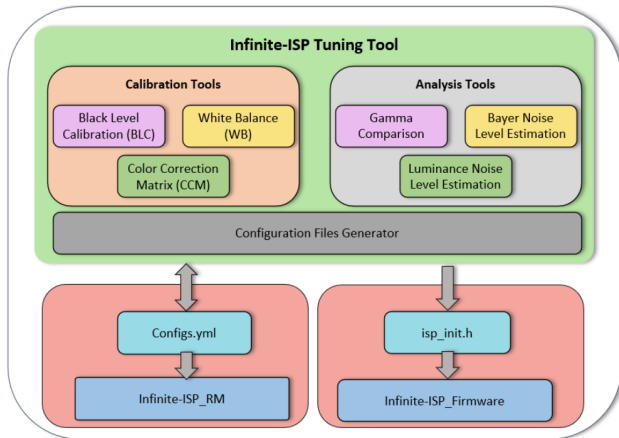 Infinite-ISP Tuning Tool
Calibration Tools
Black Level
Calibration (BLC)
White Balance
(WB)
Color Correction
Matrix (CCM)
Analysis Tools
Gamma
Comparison
Bayer Noise
Level Estimation
Luminance Noise
Level Estimation
Configuration Files Generator
Configs.yml
Infinite-ISP_RM
isp_init.h
Infinite-ISP_Firmware